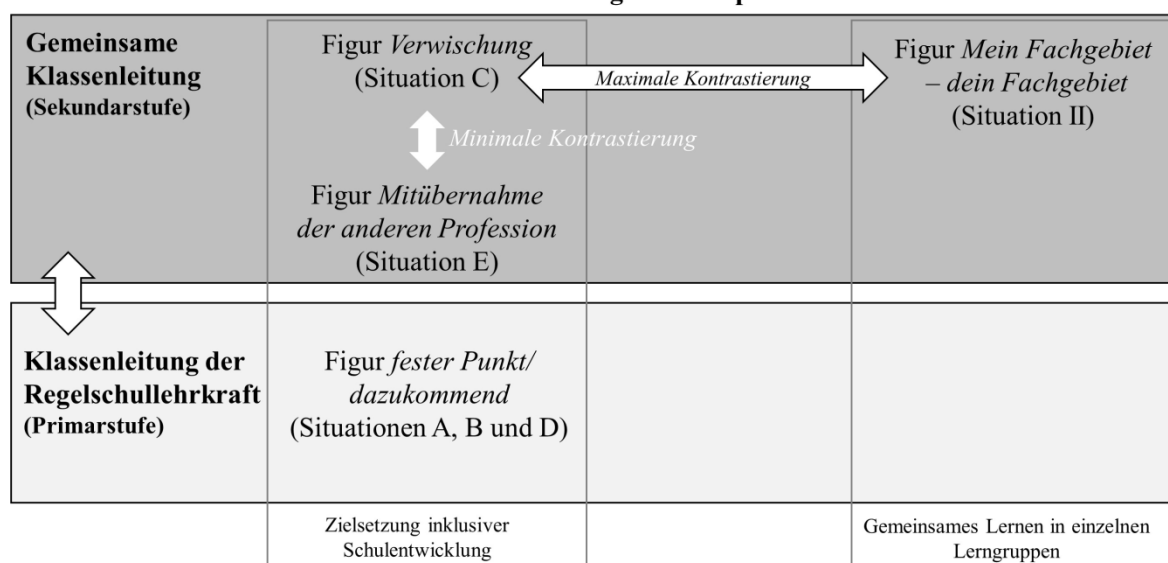 Gemeinsame
Klassenleitung
(Sekundarstufe)
Figur Verwischung
(Situation C)
Maximale Kontrastierung
Figur Mein Fachgebiet
– dein Fachgebiet
(Situation II)
Minimale Kontrastierung
Figur Mitübernahme
der anderen Profession
(Situation E)
Klassenleitung der
Regelschullehrkraft
(Primarstufe)
Figur fester Punkt/
dazukommend
(Situationen A, B und D)
Zielsetzung inklusiver
Schulentwicklung
Gemeinsames Lernen in einzelnen
Lerngruppen